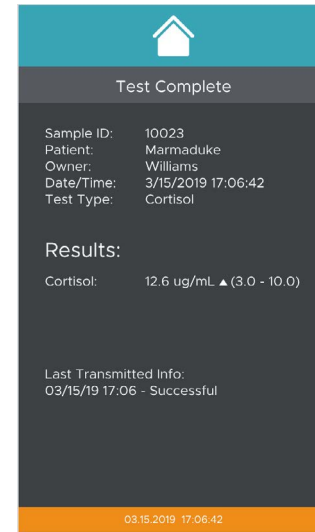 Test Complete
Sample ID: 10023
Patient: Marmaduke
Owner: Williams
Date/Time: 3/15/2019 17:06:42
Test Type: Cortisol
Results:
Cortisol: 12.6 ug/mL ▲ (3.0 - 10.0)
Last Transmitted Info:
03/15/19 17:06 - Successful
03.15.2019 17:06:42